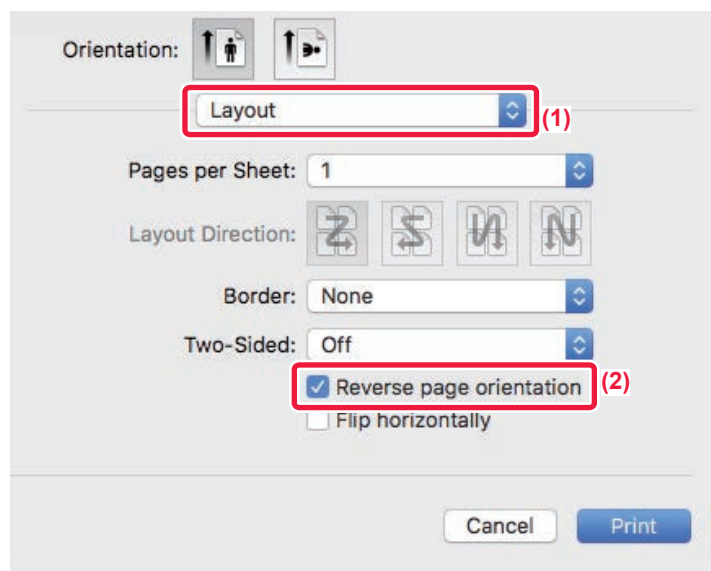 Orientation:
Layout
(1)
Pages per Sheet: 1
Layout Direction:
Border: None
Two-Sided: Off
Reverse page orientation
(2)
Flip horizontally
Cancel Print